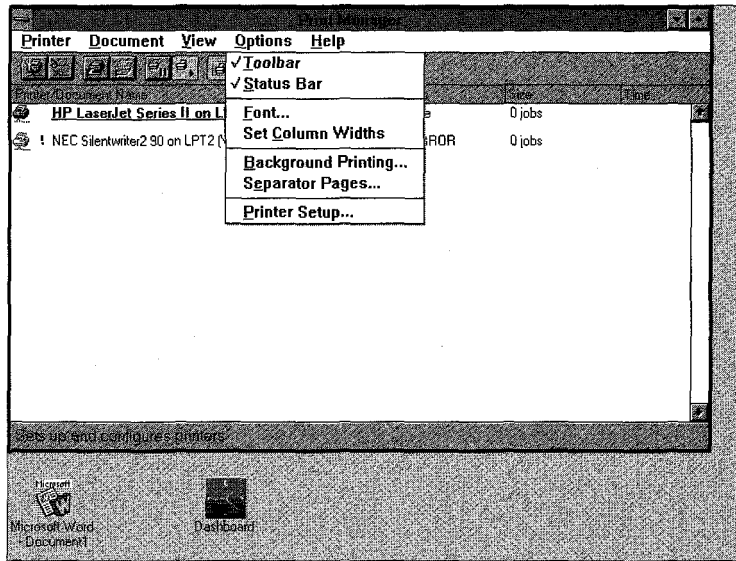 Print Manager
Printer Document View Options Help
✓Toolbar
✓Status Bar
Font...
Set Column Widths
Background Printing...
Separator Pages...
Printer Setup...
Printer/Document Name Size Time
HP LaserJet Series II on L 0 jobs
! NEC Silentwriter2 90 on LPT2 ROR 0 jobs
Sets up and configures printers
Microsoft
Microsoft Word
- Document1
Dashboard